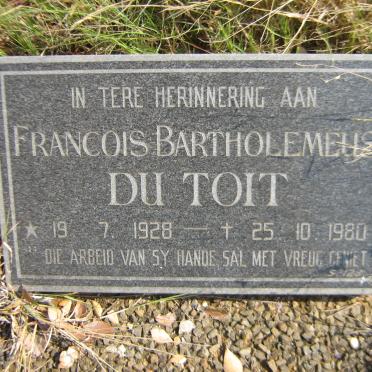 IN TERE HERINNERING AAN
FRANCOIS BARTHOLEMEUS
DU TOIT
★ 19 7 1928 — † 25 10 1980
"DIE ARBEID VAN SY HANDE SAL MET VREUG GENIET